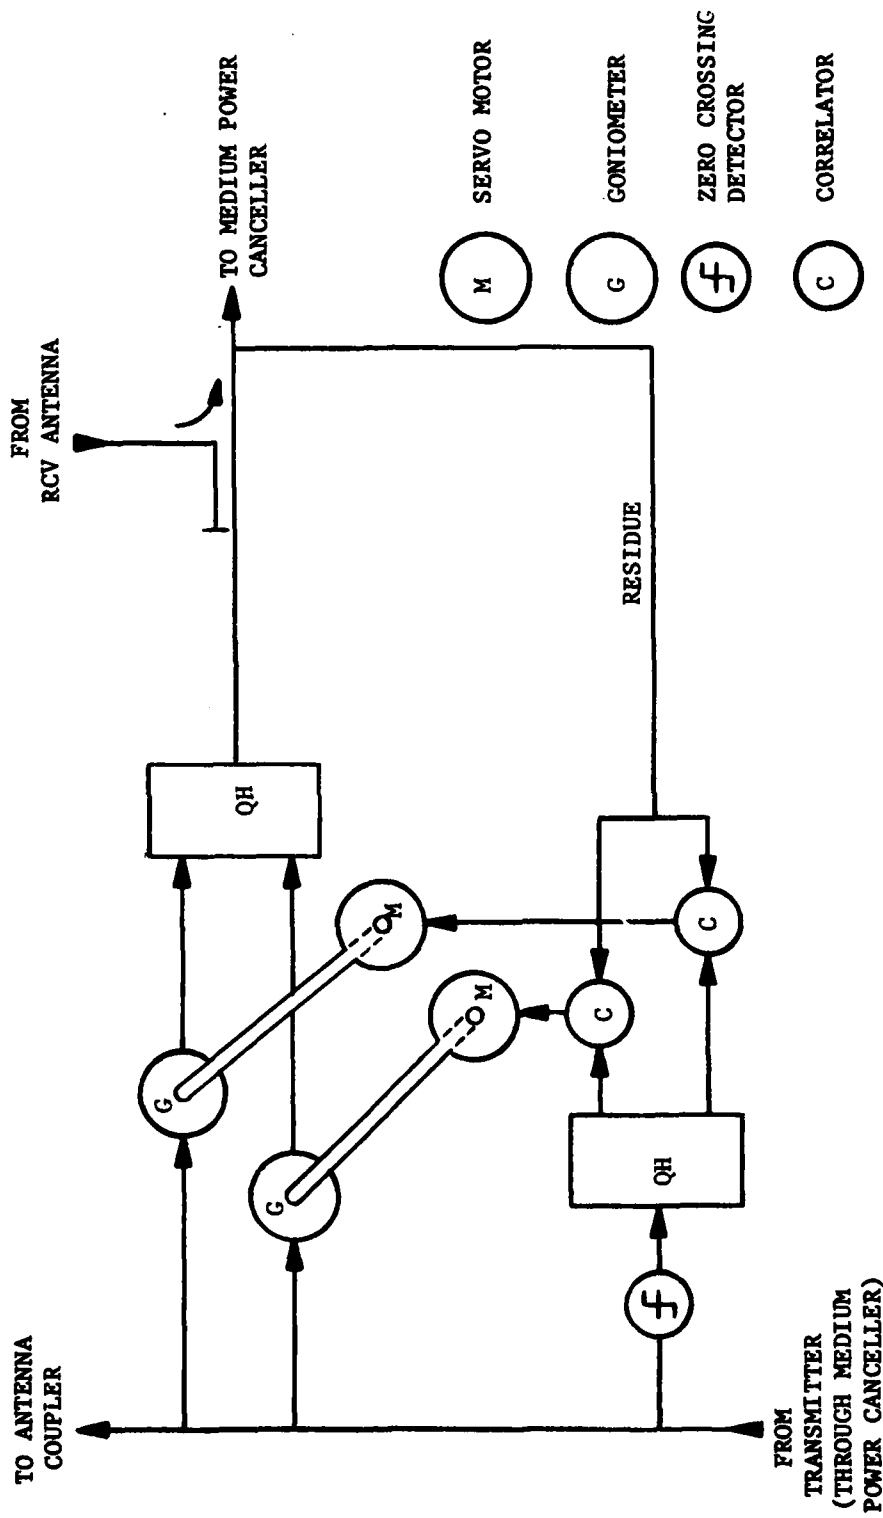 TO ANTENNA
COUPLER
FROM
RCV ANTENNA
TO MEDIUM POWER
CANCELLER
G
G
QH
M
M
C
C
QH
RESIDUE
FROM
TRANSMITTER
(THROUGH MEDIUM
POWER CANCELLER)
M SERVO MOTOR
G GONIOMETER
ZERO CROSSING
DETECTOR
C CORRELATOR